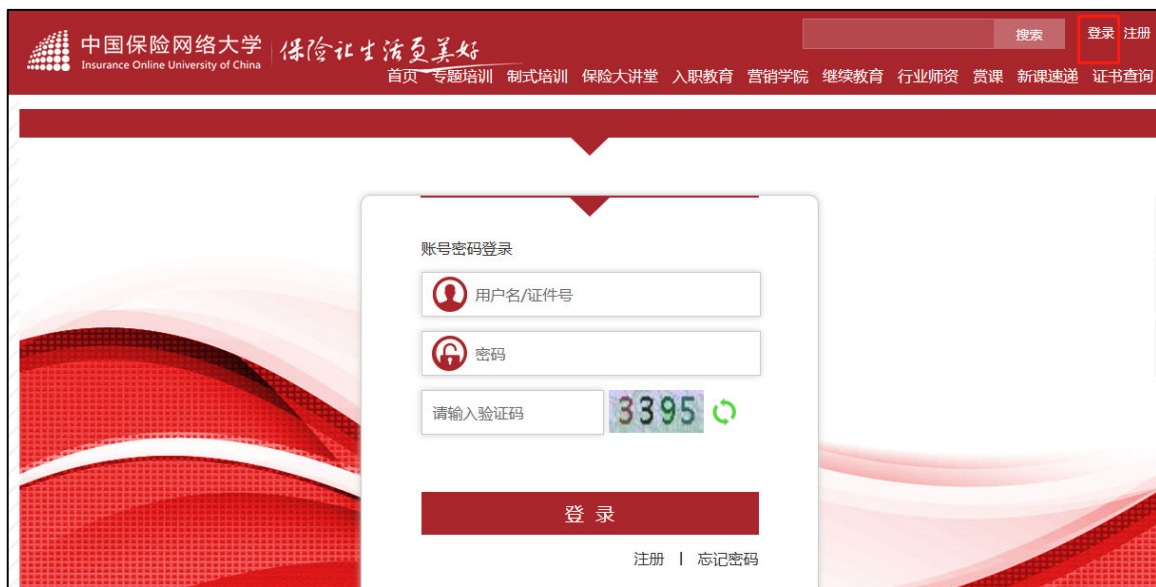 中国保险网络大学
Insurance Online University of China
保险让生活更美好
搜索
登录 注册
首页 专题培训 制式培训 保险大讲堂 入职教育 营销学院 继续教育 行业师资 赏课 新课速递 证书查询
账号密码登录
用户名/证件号
密码
请输入验证码 3395
登 录
注册 | 忘记密码